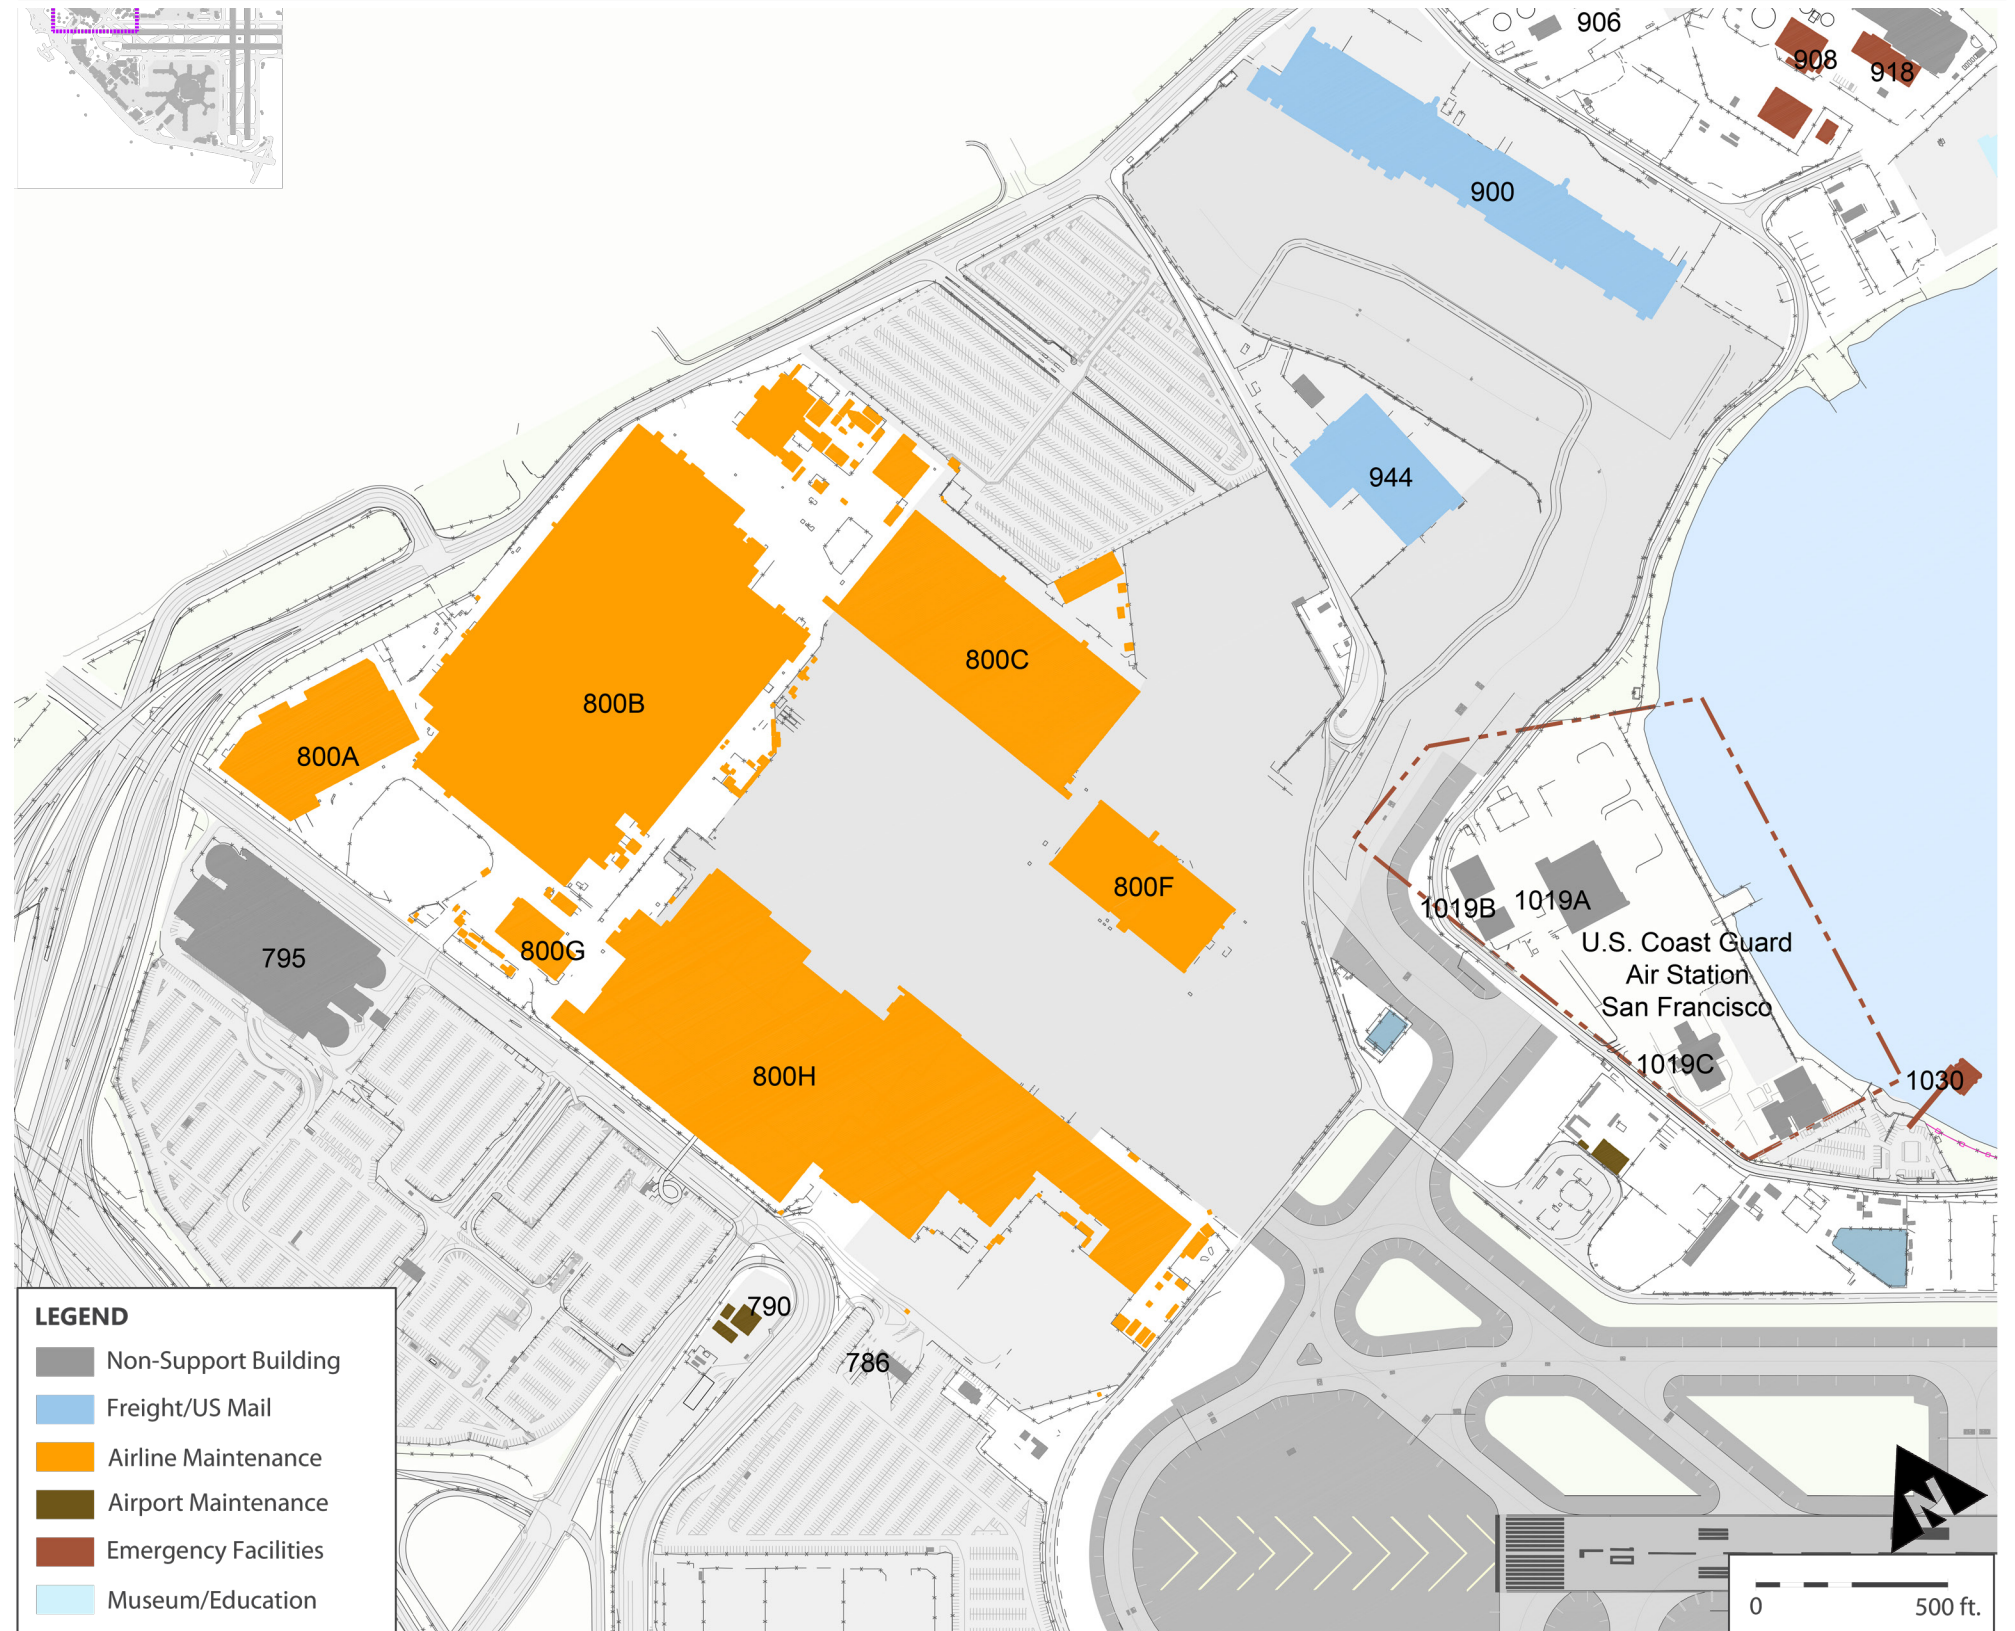 906
908
918
900
944
800C
800B
800A
800F
1019B
1019A
U.S. Coast Guard
Air Station
San Francisco
800G
795
1019C
800H
1030
790
786
LEGEND
Non-Support Building
Freight/US Mail
Airline Maintenance
Airport Maintenance
Emergency Facilities
Museum/Education
N
0
500 ft.